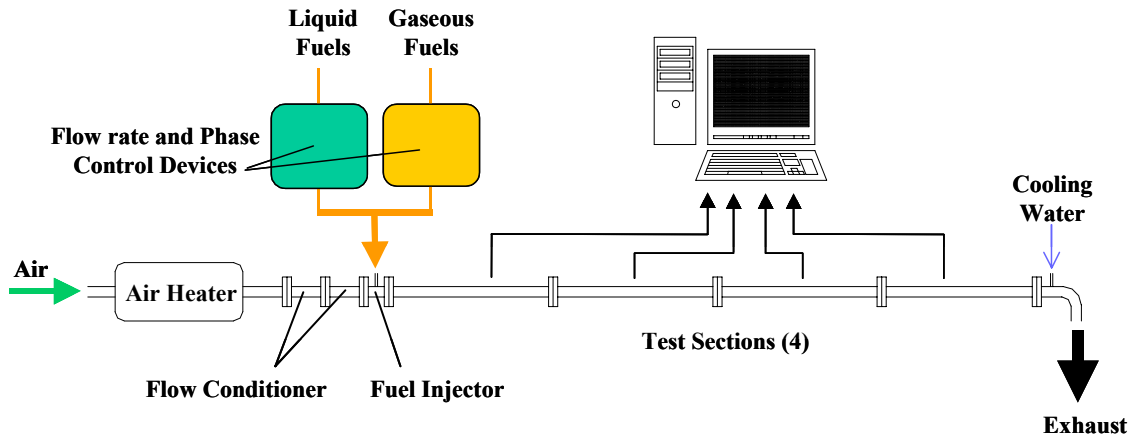 Liquid
Fuels
Gaseous
Fuels
Flow rate and Phase
Control Devices
Cooling
Water
Air
Air Heater
Test Sections (4)
Flow Conditioner
Fuel Injector
Exhaust